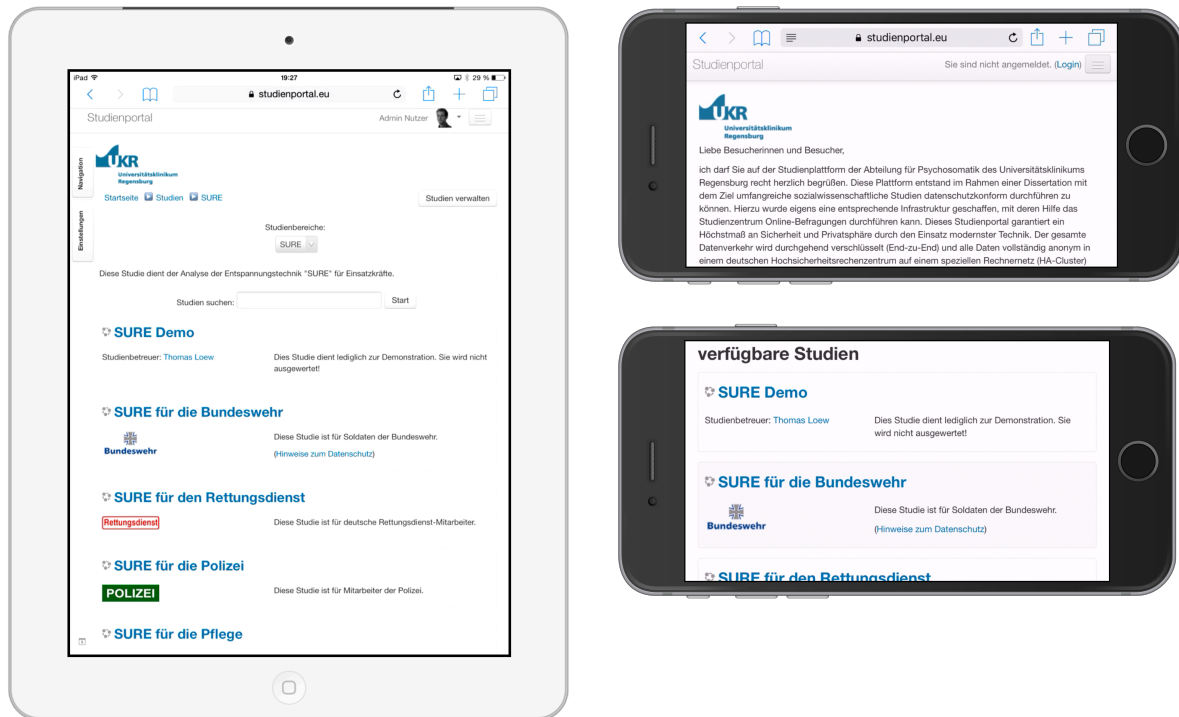 iPad 19:27 29 %
studienportal.eu
Studienportal Admin Nutzer
Navigation
Einstellungen
UKR
Universitätsklinikum
Regensburg
Startseite Studien SURE Studien verwalten
Studienbereiche:
SURE
Diese Studie dient der Analyse der Entspannungstechnik "SURE" für Einsatzkräfte.
Studien suchen: Start
SURE Demo
Studienbetreuer: Thomas Loew Dies Studie dient lediglich zur Demonstration. Sie wird nicht
ausgewertet!
SURE für die Bundeswehr
Diese Studie ist für Soldaten der Bundeswehr.
Bundeswehr (Hinweise zum Datenschutz)
SURE für den Rettungsdienst
Rettungsdienst Diese Studie ist für deutsche Rettungsdienst-Mitarbeiter.
SURE für die Polizei
POLIZEI Diese Studie ist für Mitarbeiter der Polizei.
SURE für die Pflege
studienportal.eu
Studienportal Sie sind nicht angemeldet. (Login)
UKR
Universitätsklinikum
Regensburg
Liebe Besucherinnen und Besucher,
ich darf Sie auf der Studienplattform der Abteilung für Psychosomatik des Universitätsklinikums
Regensburg recht herzlich begrüßen. Diese Plattform entstand im Rahmen einer Dissertation mit
dem Ziel umfangreiche sozialwissenschaftliche Studien datenschutzkonform durchführen zu
können. Hierzu wurde eigens eine entsprechende Infrastruktur geschaffen, mit deren Hilfe das
Studienzentrum Online-Befragungen durchführen kann. Dieses Studienportal garantiert ein
Höchstmaß an Sicherheit und Privatsphäre durch den Einsatz modernster Technik. Der gesamte
Datenverkehr wird durchgehend verschlüsselt (End-zu-End) und alle Daten vollständig anonym in
einem deutschen Hochsicherheitsrechenzentrum auf einem speziellen Rechnernetz (HA-Cluster)
verfügbare Studien
SURE Demo
Studienbetreuer: Thomas Loew Dies Studie dient lediglich zur Demonstration. Sie
wird nicht ausgewertet!
SURE für die Bundeswehr
Diese Studie ist für Soldaten der Bundeswehr.
Bundeswehr (Hinweise zum Datenschutz)
SURE für den Rettungsdienst